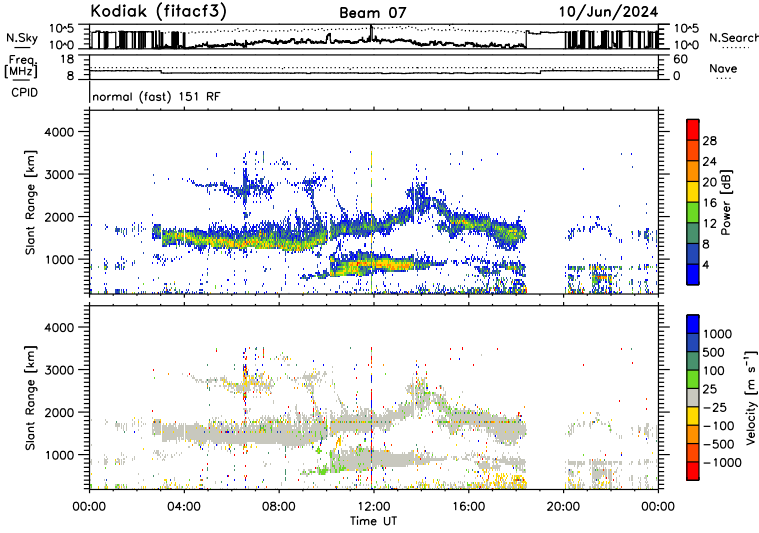 Kodiak (fitacf3) Beam 07 10/Jun/2024
N.Sky 10^5 10^0 10^5 10^0 N.Search
Freq. [MHz] 18 8 60 0 Nave
CPID normal (fast) 151 RF
Slant Range [km] 4000 3000 2000 1000
28 24 20 16 12 8 4 Power [dB]
Slant Range [km] 4000 3000 2000 1000
1000 500 100 25 −25 −100 −500 −1000 Velocity [m s⁻¹]
00:00 04:00 08:00 12:00 16:00 20:00 00:00
Time UT